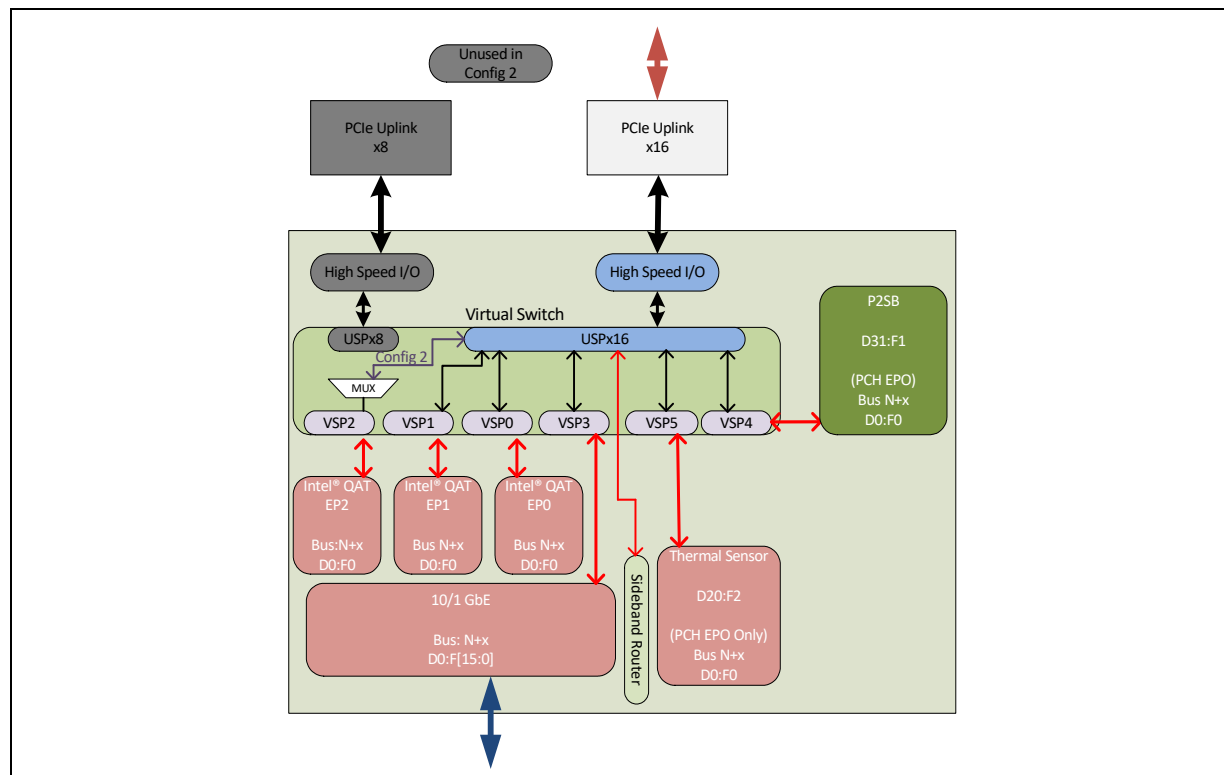 Unused in
Config 2
PCIe Uplink
x8
PCIe Uplink
x16
High Speed I/O
High Speed I/O
Virtual Switch
USPx8
USPx16
Config 2
MUX
VSP2
VSP1
VSP0
VSP3
VSP5
VSP4
P2SB
D31:F1
(PCH EPO)
Bus N+x
D0:F0
Intel® QAT
EP2
Bus:N+x
D0:F0
Intel® QAT
EP1
Bus N+x
D0:F0
Intel® QAT
EP0
Bus N+x
D0:F0
10/1 GbE
Bus: N+x
D0:F[15:0]
Sideband Router
Thermal Sensor
D20:F2
(PCH EPO Only)
Bus N+x
D0:F0